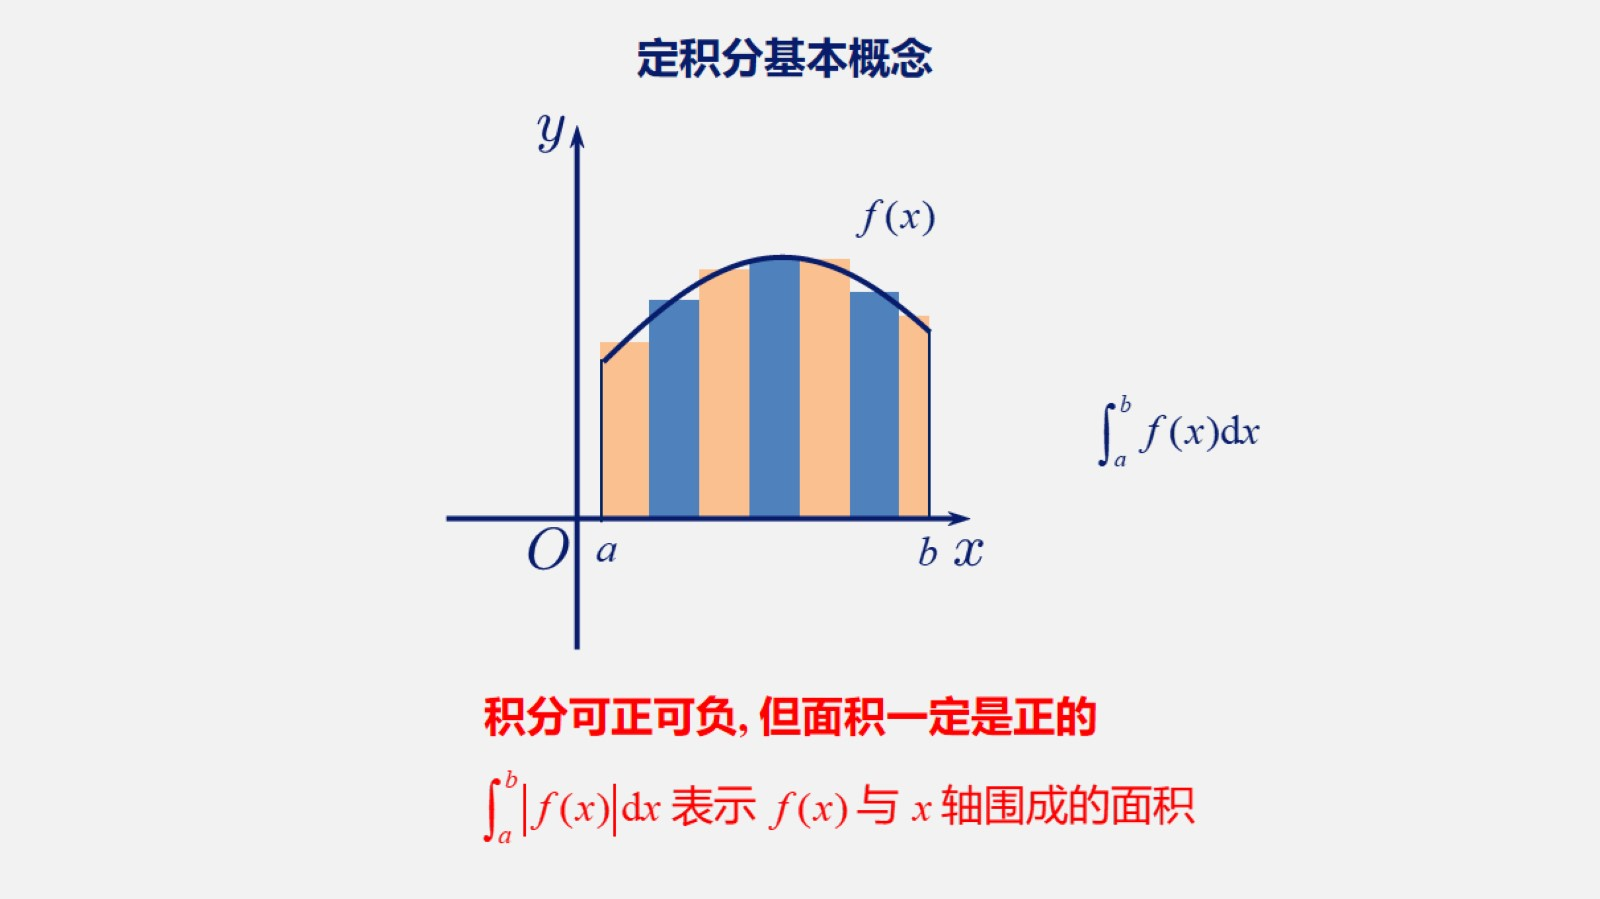 定积分基本概念
y
f(x)
∫_a^b f(x)dx
O a b x
积分可正可负, 但面积一定是正的
∫_a^b |f(x)|dx 表示 f(x) 与 x 轴围成的面积